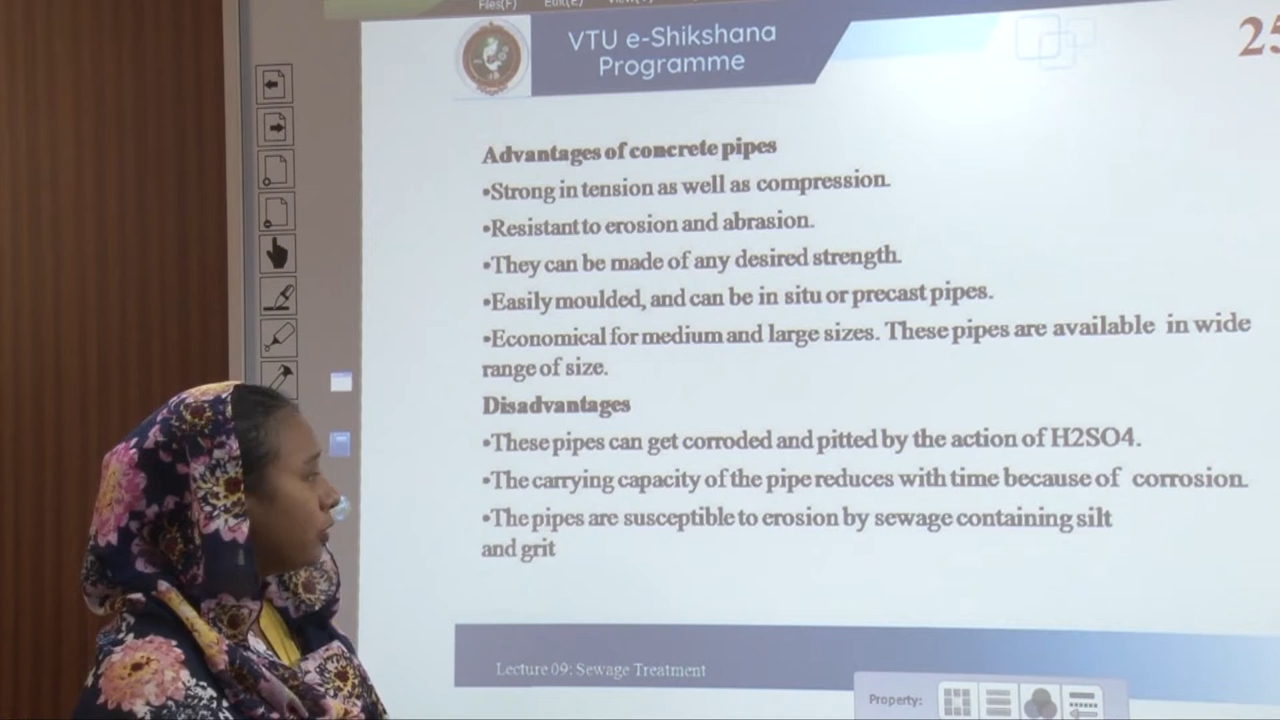 Files(F) Edit(E)
VTU e-Shikshana
Programme
25
Advantages of concrete pipes
•Strong in tension as well as compression.
•Resistant to erosion and abrasion.
•They can be made of any desired strength.
•Easily moulded, and can be in situ or precast pipes.
•Economical for medium and large sizes. These pipes are available in wide
range of size.
Disadvantages
•These pipes can get corroded and pitted by the action of H2SO4.
•The carrying capacity of the pipe reduces with time because of corrosion.
•The pipes are susceptible to erosion by sewage containing silt
and grit
Lecture 09: Sewage Treatment
Property: